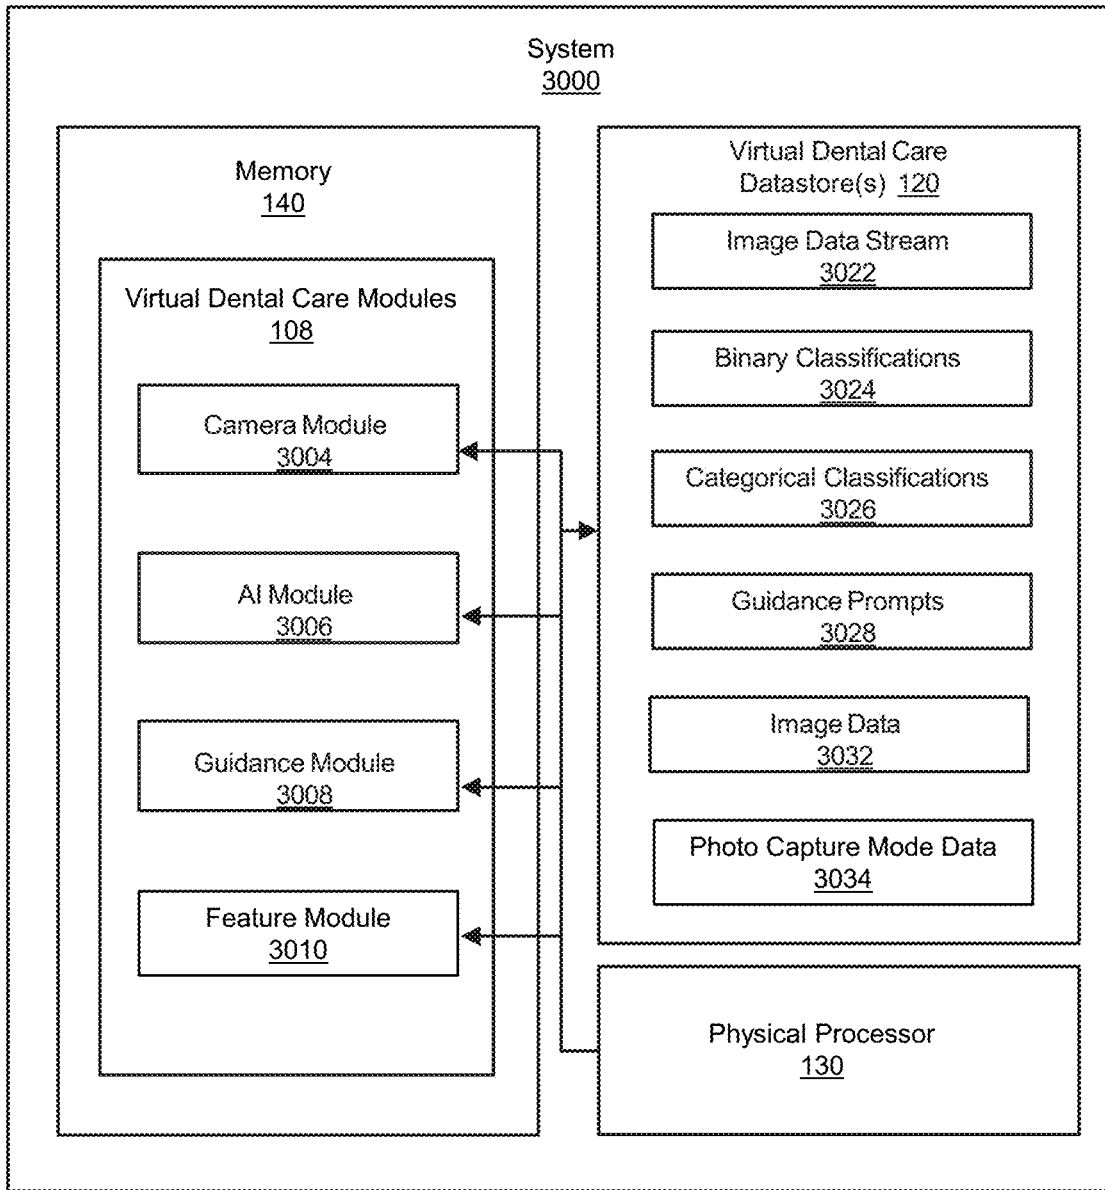 System
3000
Memory
140
Virtual Dental Care Modules
108
Camera Module
3004
AI Module
3006
Guidance Module
3008
Feature Module
3010
Virtual Dental Care
Datastore(s) 120
Image Data Stream
3022
Binary Classifications
3024
Categorical Classifications
3026
Guidance Prompts
3028
Image Data
3032
Photo Capture Mode Data
3034
Physical Processor
130